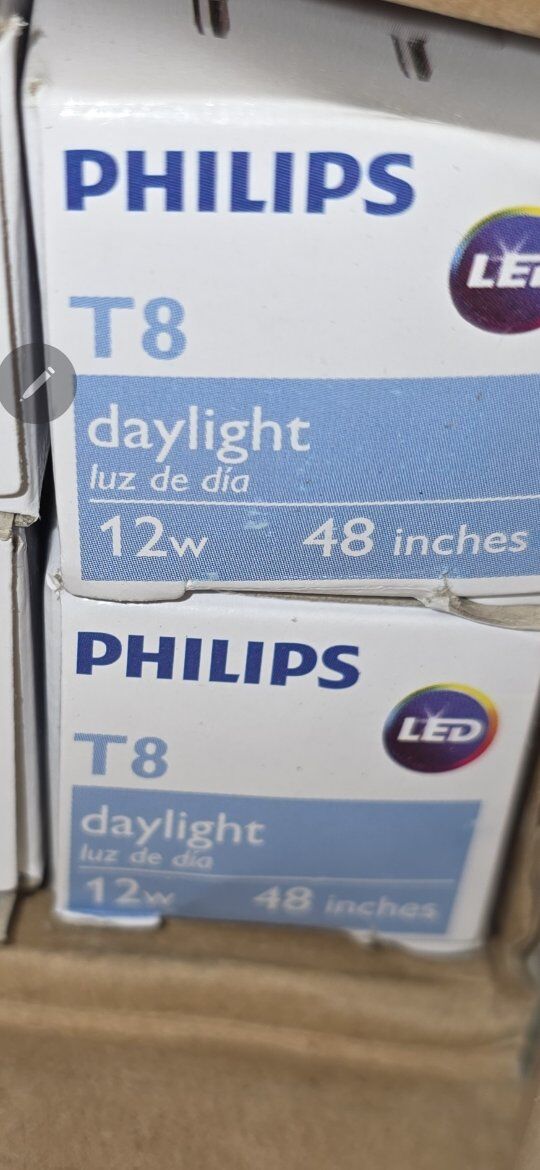 PHILIPS
LED
T8
daylight
luz de día
12w 48 inches
PHILIPS
LED
T8
daylight
luz de día
12w 48 inches